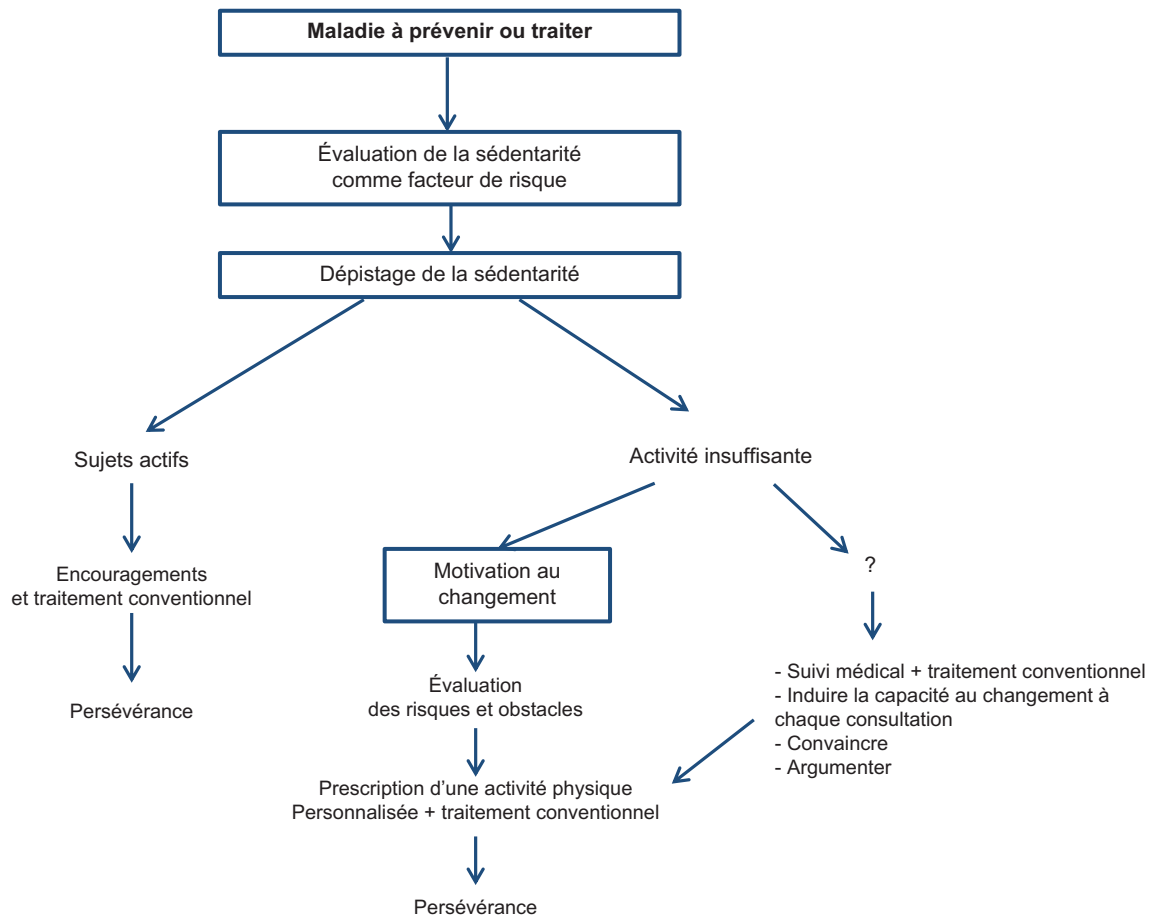 Maladie à prévenir ou traiter
Évaluation de la sédentarité
comme facteur de risque
Dépistage de la sédentarité
Sujets actifs
Activité insuffisante
Encouragements
et traitement conventionnel
Persévérance
Motivation au
changement
?
Évaluation
des risques et obstacles
- Suivi médical + traitement conventionnel
- Induire la capacité au changement à
chaque consultation
- Convaincre
- Argumenter
Prescription d’une activité physique
Personnalisée + traitement conventionnel
Persévérance